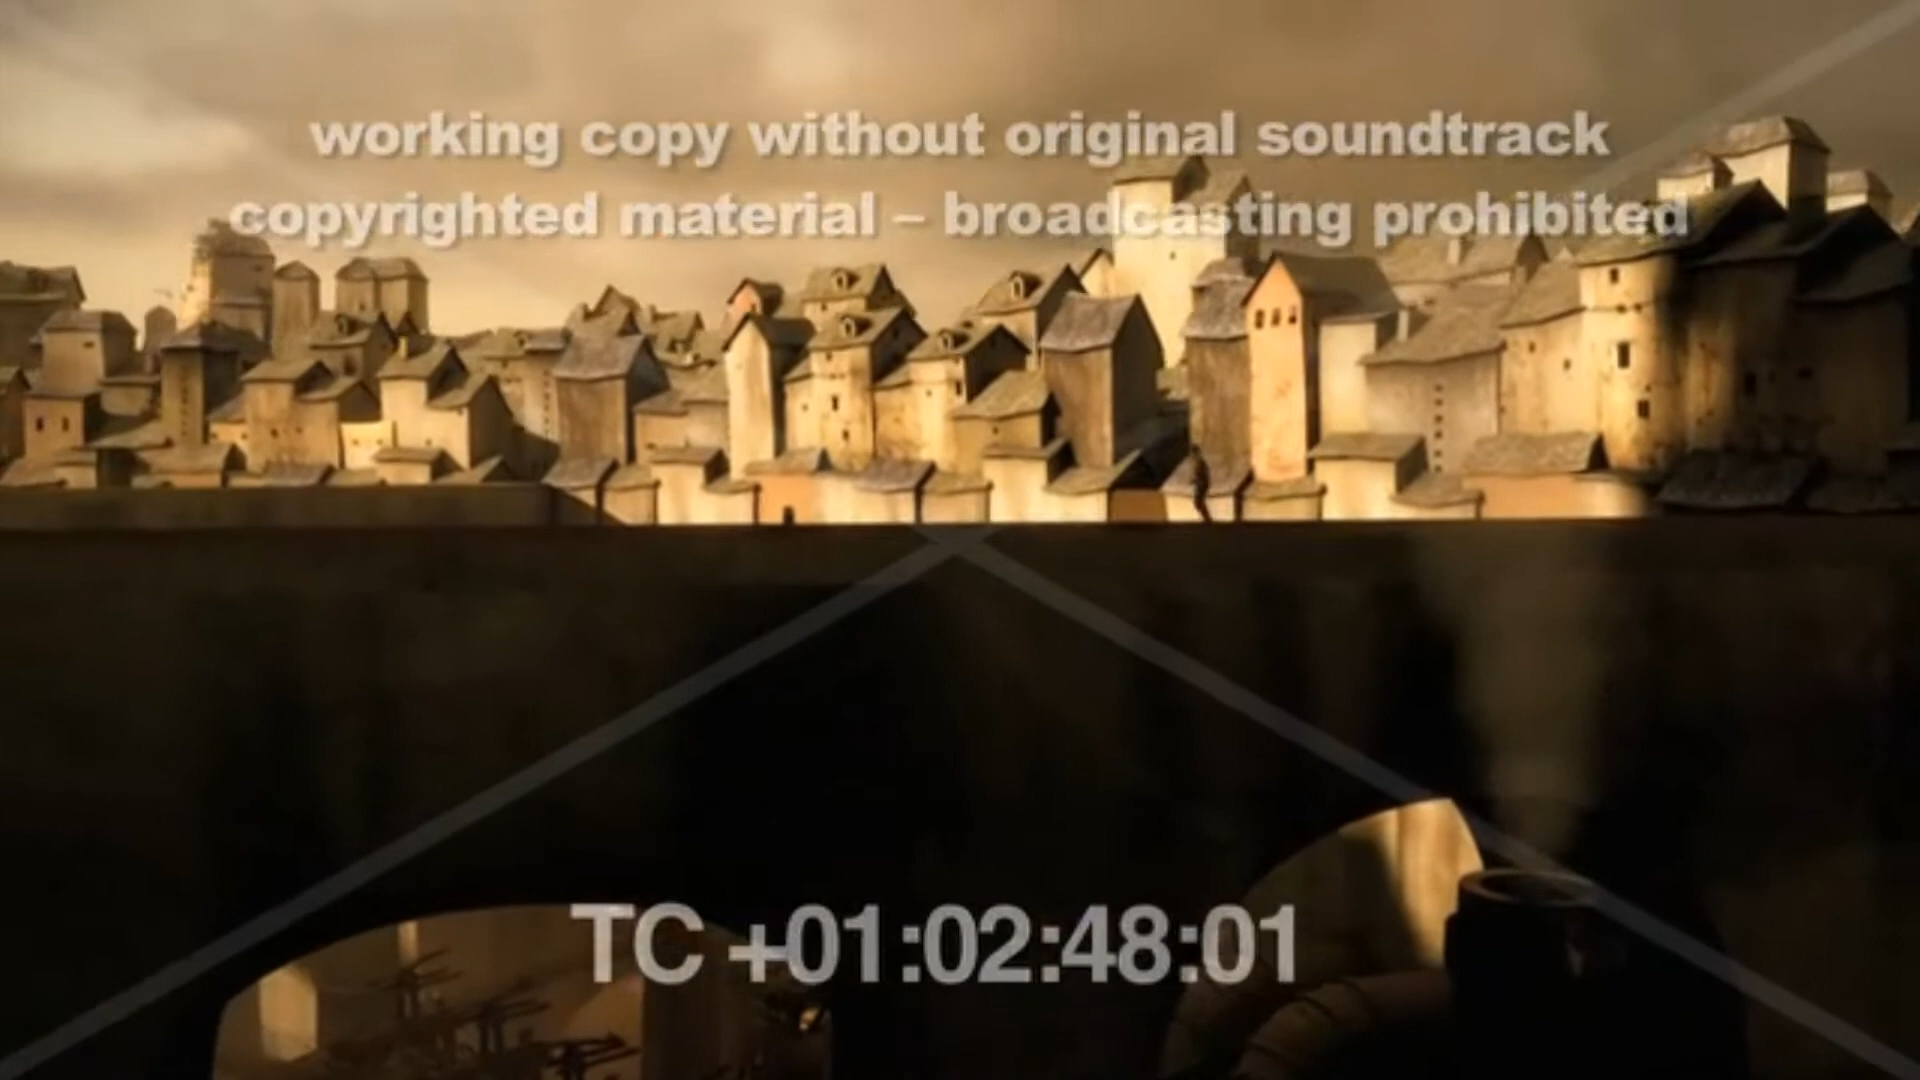 working copy without original soundtrack
copyrighted material – broadcasting prohibited
TC +01:02:48:01